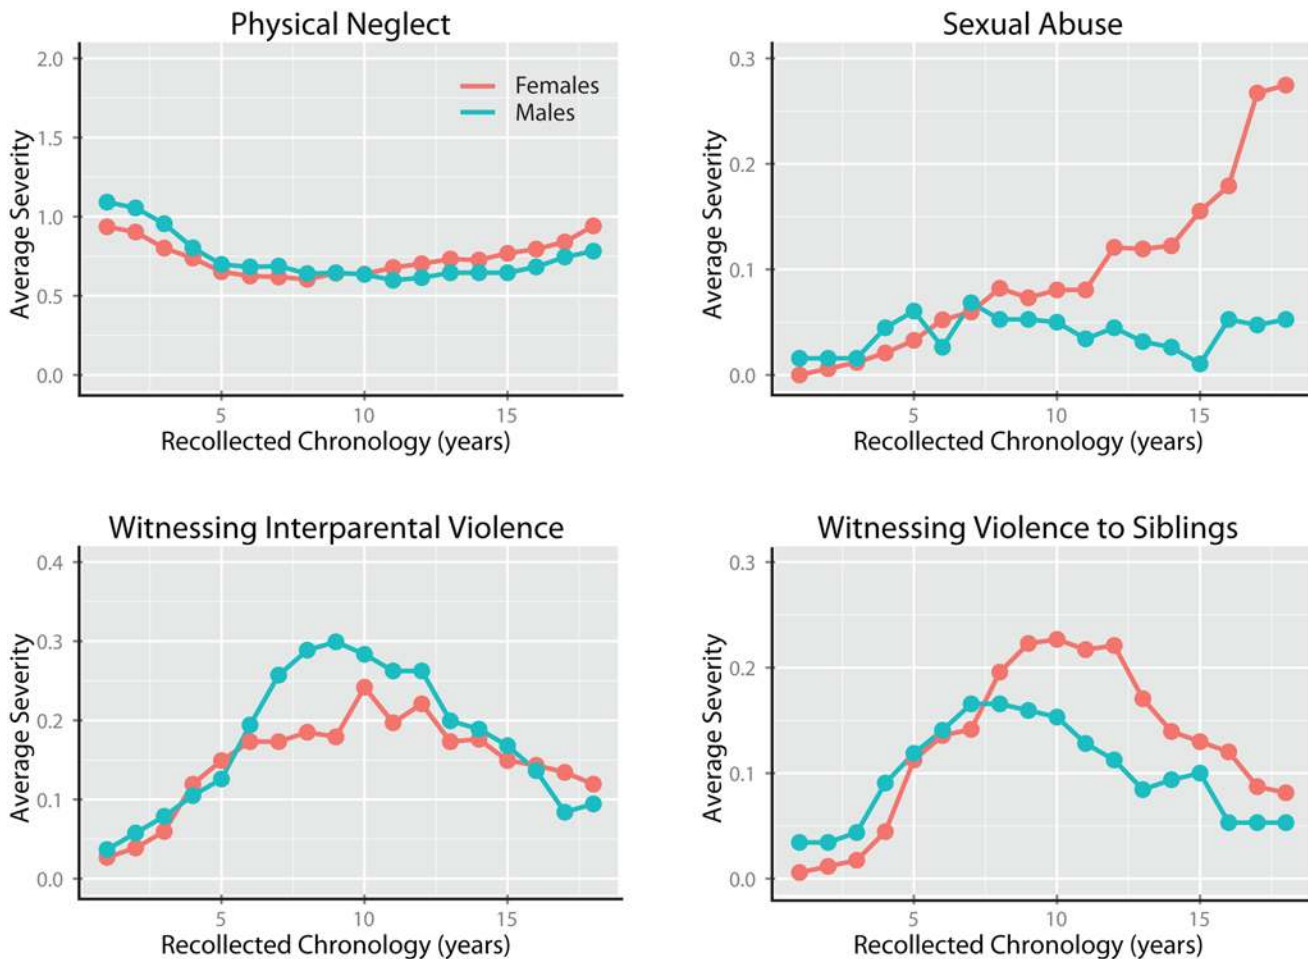 Physical Neglect
Average Severity
2.0
1.5
1.0
0.5
0.0
Females
Males
5 10 15
Recollected Chronology (years)
Sexual Abuse
Average Severity
0.3
0.2
0.1
0.0
5 10 15
Recollected Chronology (years)
Witnessing Interparental Violence
Average Severity
0.4
0.3
0.2
0.1
0.0
5 10 15
Recollected Chronology (years)
Witnessing Violence to Siblings
Average Severity
0.3
0.2
0.1
0.0
5 10 15
Recollected Chronology (years)